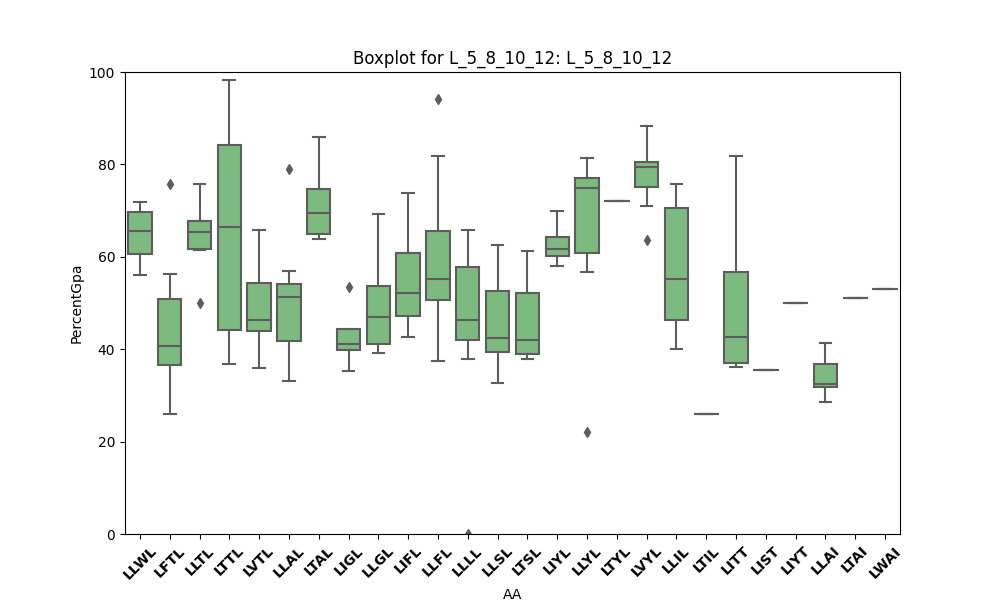 Boxplot for L_5_8_10_12: L_5_8_10_12
100
80
60
40
20
0
PercentGpa
LLWL LFTL LLTL LTTL LVTL LLAL LTAL LIGL LLGL LIFL LLFL LLLL LLSL LTSL LIYL LLYL LTYL LVYL LLIL LTIL LITT LIST LIYT LLAI LTAI LWAI
AA